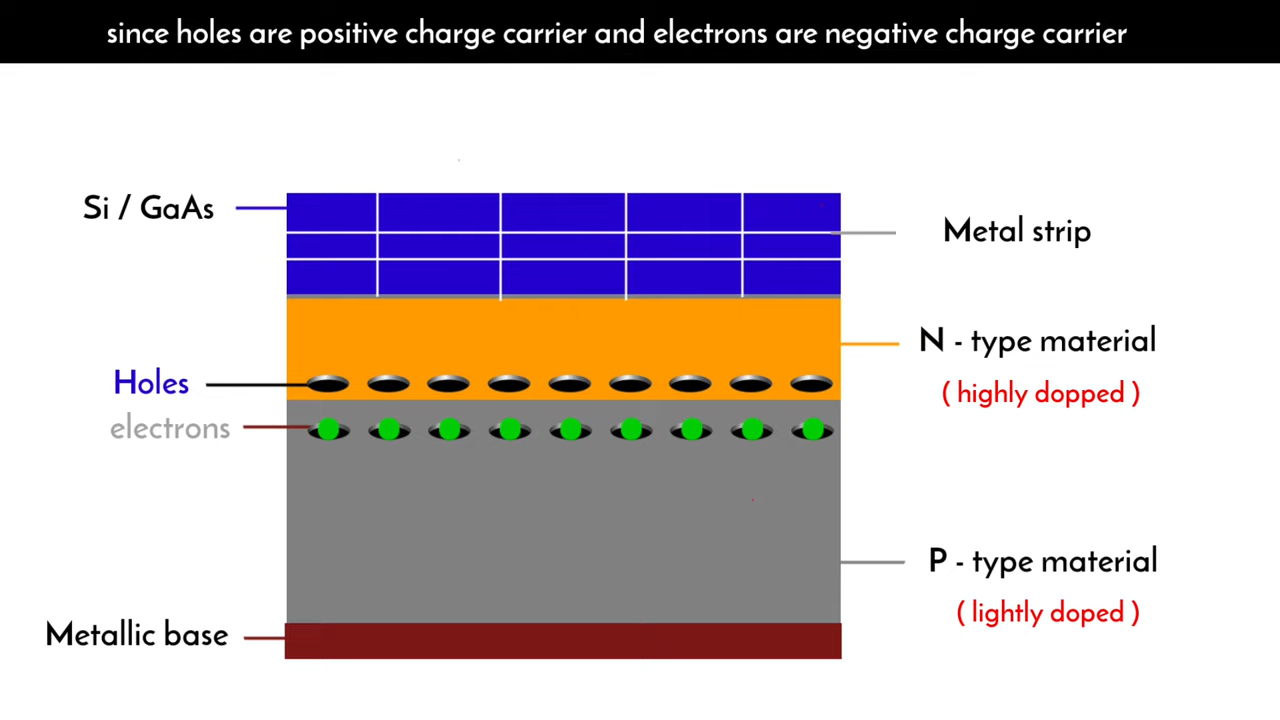 since holes are positive charge carrier and electrons are negative charge carrier
Si / GaAs
Metal strip
N - type material
( highly dopped )
Holes
electrons
P - type material
( lightly doped )
Metallic base